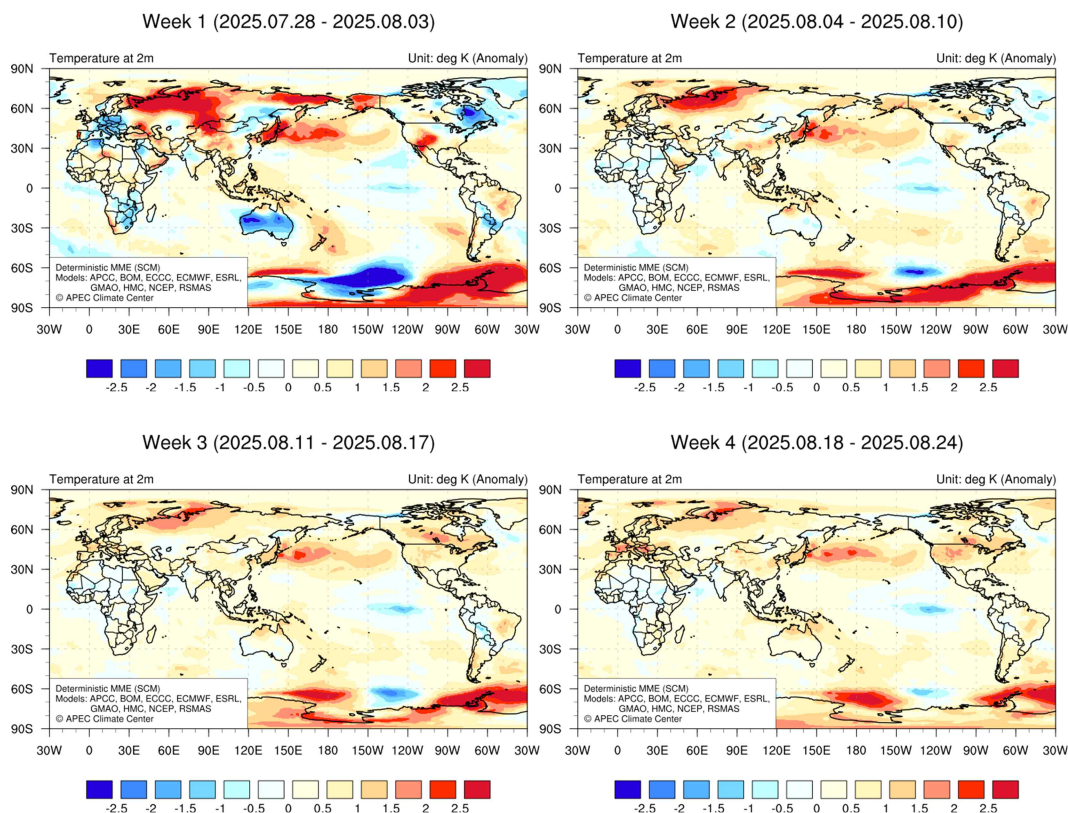 Week 1 (2025.07.28 - 2025.08.03)
Temperature at 2m Unit: deg K (Anomaly)
90N
60N
30N
0
30S
60S
90S
Deterministic MME (SCM)
Models: APCC, BOM, ECCC, ECMWF, ESRL,
GMAO, HMC, NCEP, RSMAS
© APEC Climate Center
30W 0 30E 60E 90E 120E 150E 180 150W 120W 90W 60W 30W
-2.5 -2 -1.5 -1 -0.5 0 0.5 1 1.5 2 2.5
Week 2 (2025.08.04 - 2025.08.10)
Temperature at 2m Unit: deg K (Anomaly)
90N
60N
30N
0
30S
60S
90S
Deterministic MME (SCM)
Models: APCC, BOM, ECCC, ECMWF, ESRL,
GMAO, HMC, NCEP, RSMAS
© APEC Climate Center
30W 0 30E 60E 90E 120E 150E 180 150W 120W 90W 60W 30W
-2.5 -2 -1.5 -1 -0.5 0 0.5 1 1.5 2 2.5
Week 3 (2025.08.11 - 2025.08.17)
Temperature at 2m Unit: deg K (Anomaly)
90N
60N
30N
0
30S
60S
90S
Deterministic MME (SCM)
Models: APCC, BOM, ECCC, ECMWF, ESRL,
GMAO, HMC, NCEP, RSMAS
© APEC Climate Center
30W 0 30E 60E 90E 120E 150E 180 150W 120W 90W 60W 30W
-2.5 -2 -1.5 -1 -0.5 0 0.5 1 1.5 2 2.5
Week 4 (2025.08.18 - 2025.08.24)
Temperature at 2m Unit: deg K (Anomaly)
90N
60N
30N
0
30S
60S
90S
Deterministic MME (SCM)
Models: APCC, BOM, ECCC, ECMWF, ESRL,
GMAO, HMC, NCEP, RSMAS
© APEC Climate Center
30W 0 30E 60E 90E 120E 150E 180 150W 120W 90W 60W 30W
-2.5 -2 -1.5 -1 -0.5 0 0.5 1 1.5 2 2.5